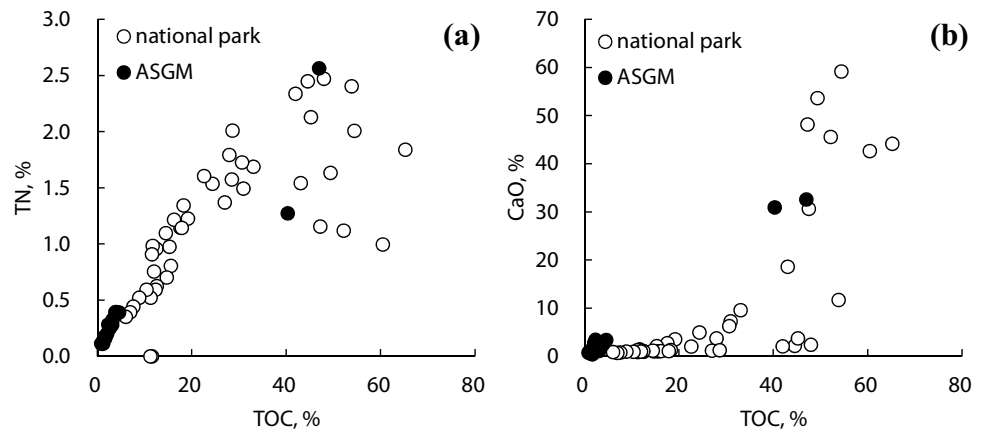 3.0
2.5
2.0
1.5
1.0
0.5
0.0
TN, %
national park
ASGM
(a)
0 20 40 60 80
TOC, %
70
60
50
40
30
20
10
0
CaO, %
national park
ASGM
(b)
0 20 40 60 80
TOC, %